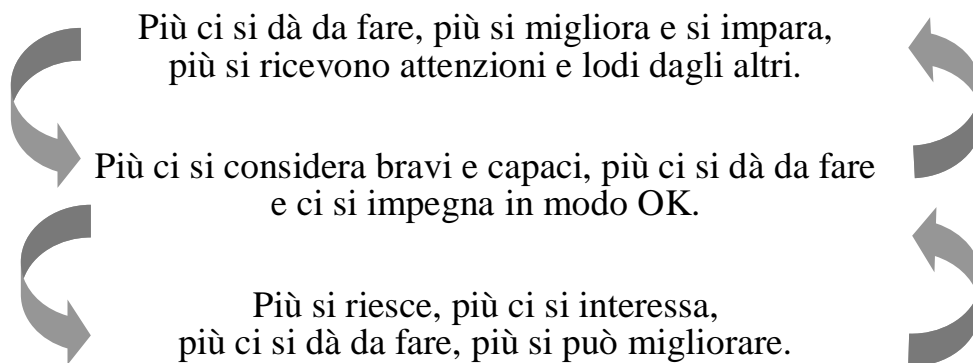 Più ci si dà da fare, più si migliora e si impara,
più si ricevono attenzioni e lodi dagli altri.
Più ci si considera bravi e capaci, più ci si dà da fare
e ci si impegna in modo OK.
Più si riesce, più ci si interessa,
più ci si dà da fare, più si può migliorare.